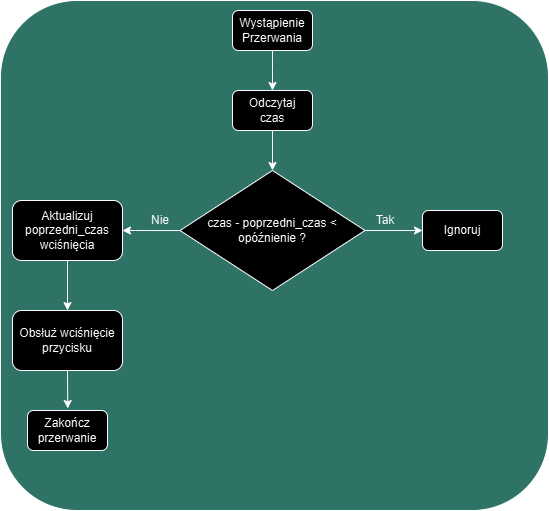 Wystąpienie
Przerwania
Odczytaj
czas
czas - poprzedni_czas <
opóźnienie ?
Nie
Tak
Aktualizuj
poprzedni_czas
wciśnięcia
Ignoruj
Obsłuż wciśnięcie
przycisku
Zakończ
przerwanie